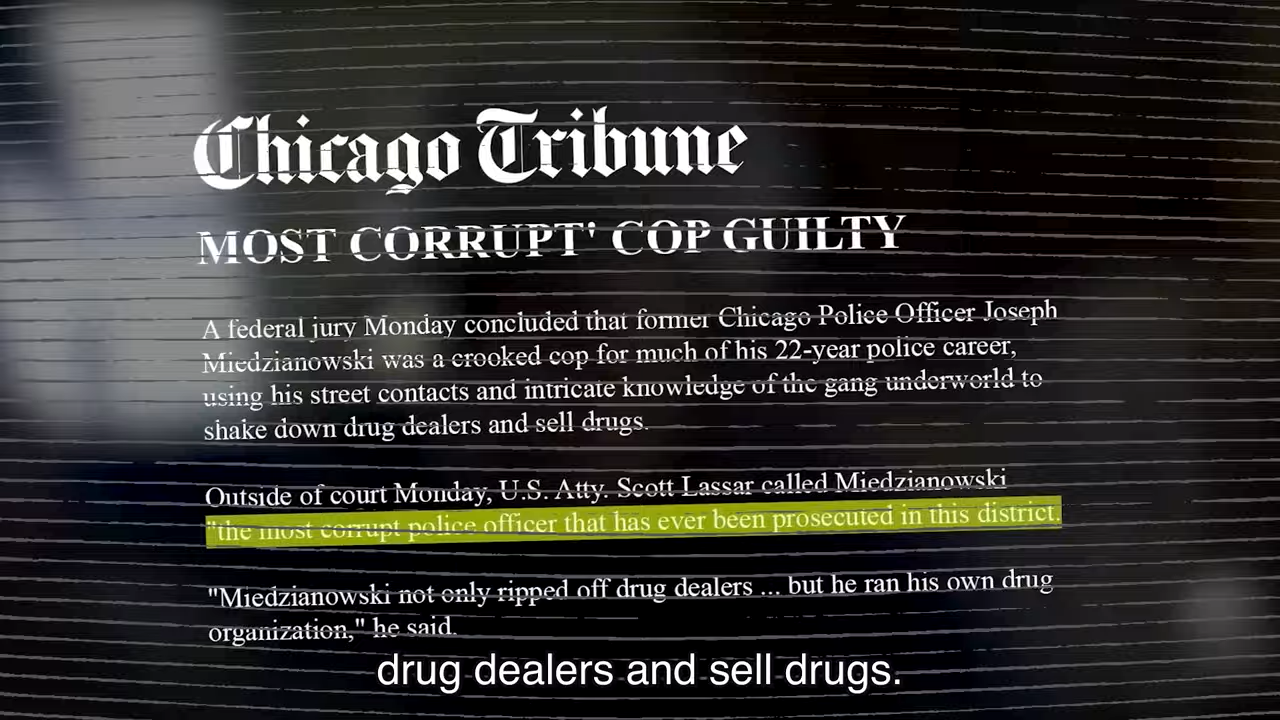 Chicago Tribune
MOST CORRUPT' COP GUILTY
A federal jury Monday concluded that former Chicago Police Officer Joseph
Miedzianowski was a crooked cop for much of his 22-year police career,
using his street contacts and intricate knowledge of the gang underworld to
shake down drug dealers and sell drugs.
Outside of court Monday, U.S. Atty. Scott Lassar called Miedzianowski
"the most corrupt police officer that has ever been prosecuted in this district.
"Miedzianowski not only ripped off drug dealers ... but he ran his own drug
organization," he said.
drug dealers and sell drugs.